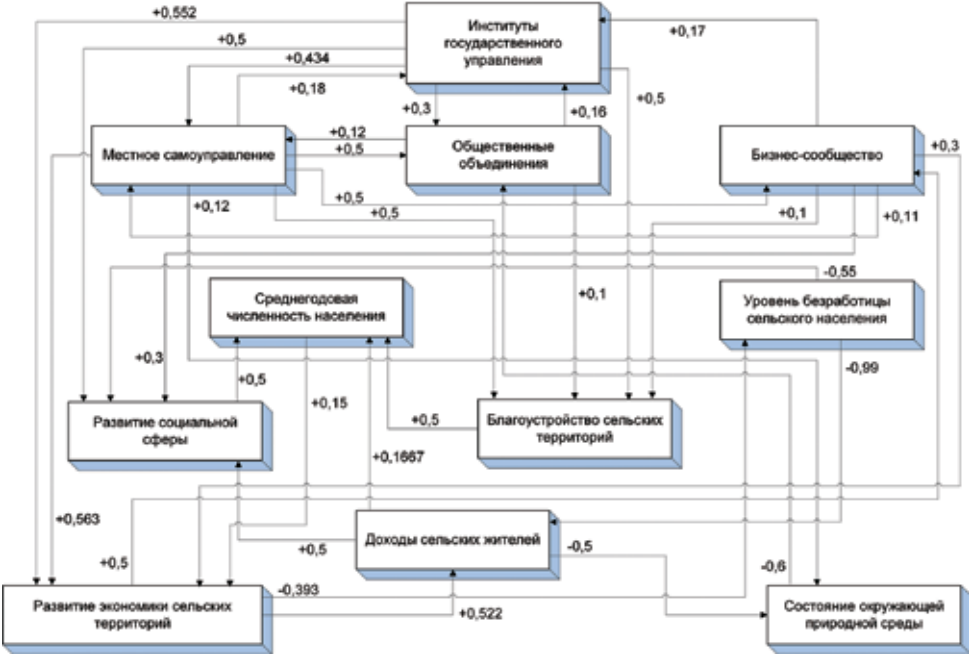 +0,552
Институты
государственного
управления
+0,17
+0,5
+0,434
+0,18
+0,3
+0,16
+0,5
Местное самоуправление
+0,12
+0,5
Общественные
объединения
Бизнес-сообщество
+0,3
+0,12
+0,5
+0,5
+0,1
+0,11
Среднегодовая
численность населения
+0,1
-0,55
Уровень безработицы
сельского населения
+0,3
+0,5
+0,15
-0,99
Развитие социальной
сферы
+0,5
Благоустройство сельских
территорий
+0,1667
+0,563
+0,5
+0,5
Доходы сельских жителей
-0,5
-0,6
-0,393
Развитие экономики сельских
территорий
+0,522
Состояние окружающей
природной среды